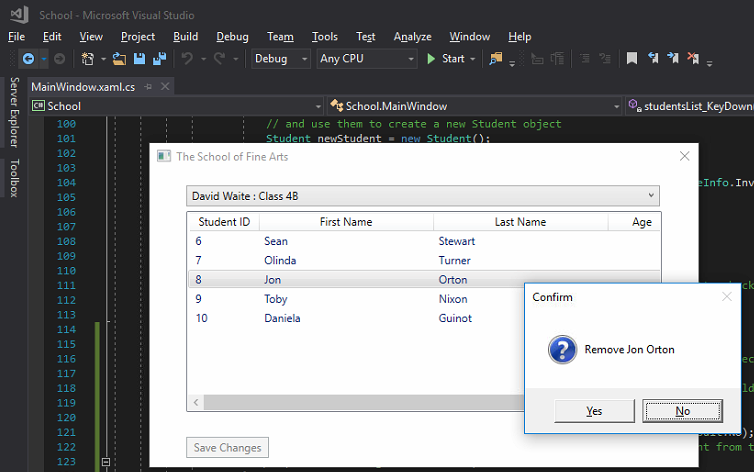 School - Microsoft Visual Studio
File Edit View Project Build Debug Team Tools Test Analyze Window Help
Debug Any CPU Start
Server Explorer
Toolbox
MainWindow.xaml.cs
School School.MainWindow studentsList_KeyDown
100 // and use them to create a new Student object
101 Student newStudent = new Student();
102
103
104 eInfo.Inv
105
106
107
108
109
110
111
112
113
114
115
116
117
118
119
120
121
122
123
The School of Fine Arts
David Waite : Class 4B
Student ID First Name Last Name Age
6 Sean Stewart
7 Olinda Turner
8 Jon Orton
9 Toby Nixon
10 Daniela Guinot
Save Changes
Confirm
Remove Jon Orton
Yes No